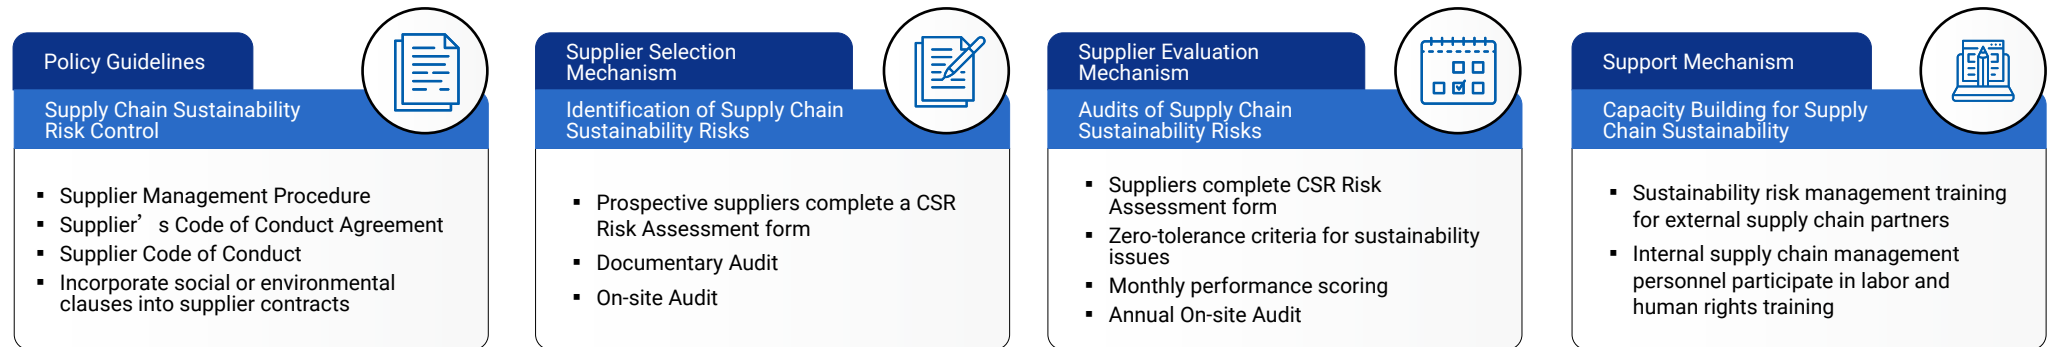 Policy Guidelines
Supply Chain Sustainability
Risk Control
▪ Supplier Management Procedure
▪ Supplier’s Code of Conduct Agreement
▪ Supplier Code of Conduct
▪ Incorporate social or environmental
clauses into supplier contracts
Supplier Selection
Mechanism
Identification of Supply Chain
Sustainability Risks
▪ Prospective suppliers complete a CSR
Risk Assessment form
▪ Documentary Audit
▪ On-site Audit
Supplier Evaluation
Mechanism
Audits of Supply Chain
Sustainability Risks
▪ Suppliers complete CSR Risk
Assessment form
▪ Zero-tolerance criteria for sustainability
issues
▪ Monthly performance scoring
▪ Annual On-site Audit
Support Mechanism
Capacity Building for Supply
Chain Sustainability
▪ Sustainability risk management training
for external supply chain partners
▪ Internal supply chain management
personnel participate in labor and
human rights training